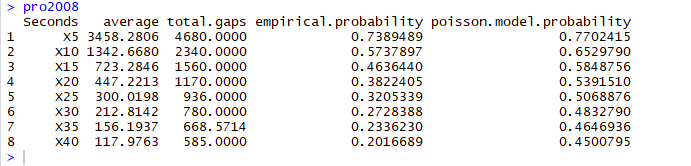 > pro2008
Seconds average total.gaps empirical.probability poisson.model.probability
1 X5 3458.2806 4680.0000 0.7389489 0.7702415
2 X10 1342.6680 2340.0000 0.5737897 0.6529790
3 X15 723.2846 1560.0000 0.4636440 0.5848756
4 X20 447.2213 1170.0000 0.3822405 0.5391510
5 X25 300.0198 936.0000 0.3205339 0.5068876
6 X30 212.8142 780.0000 0.2728388 0.4832790
7 X35 156.1937 668.5714 0.2336230 0.4646936
8 X40 117.9763 585.0000 0.2016689 0.4500795
>